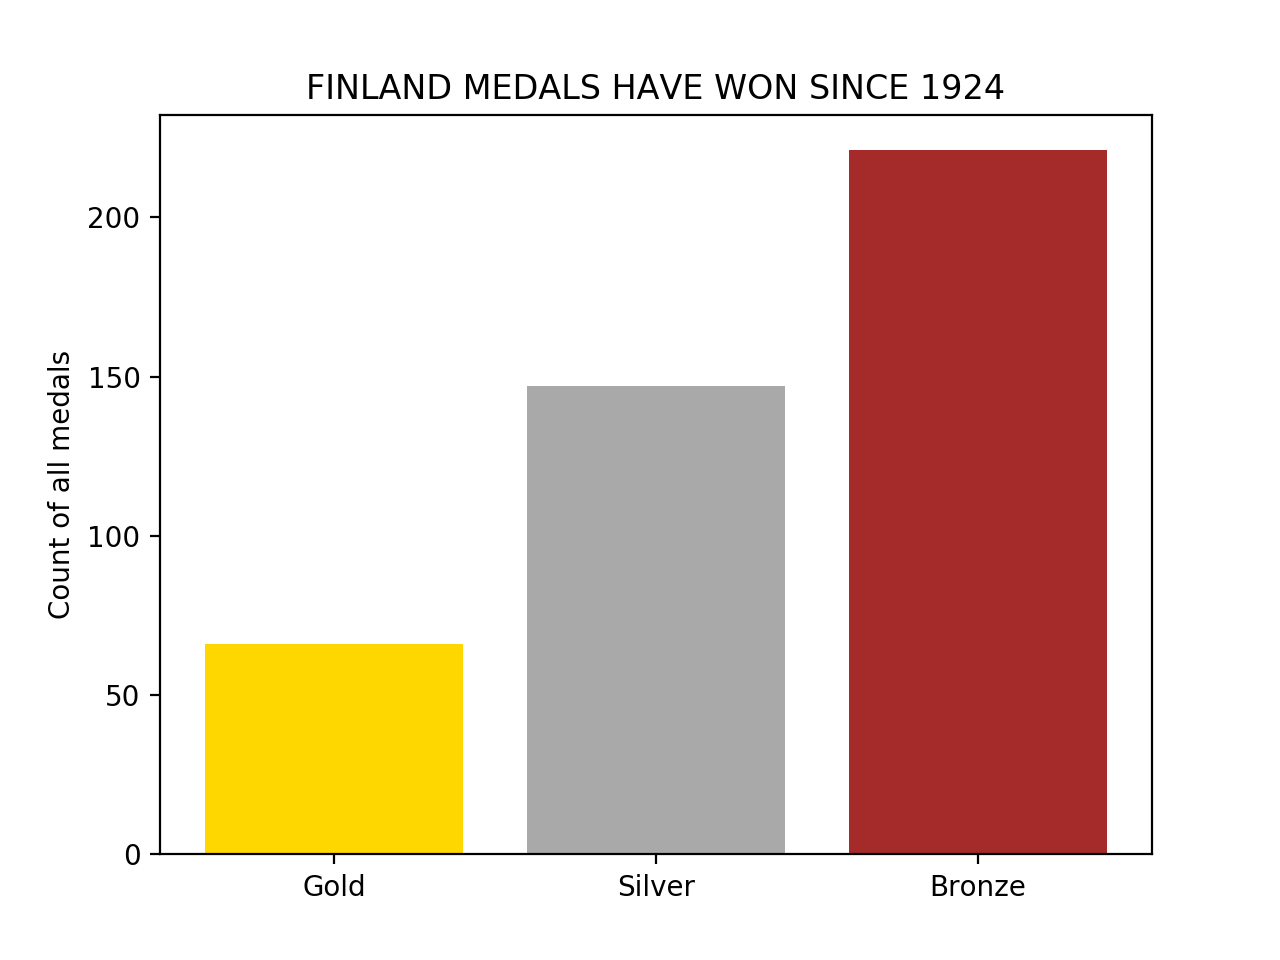 FINLAND MEDALS HAVE WON SINCE 1924
Count of all medals
200
150
100
50
0
Gold
Silver
Bronze